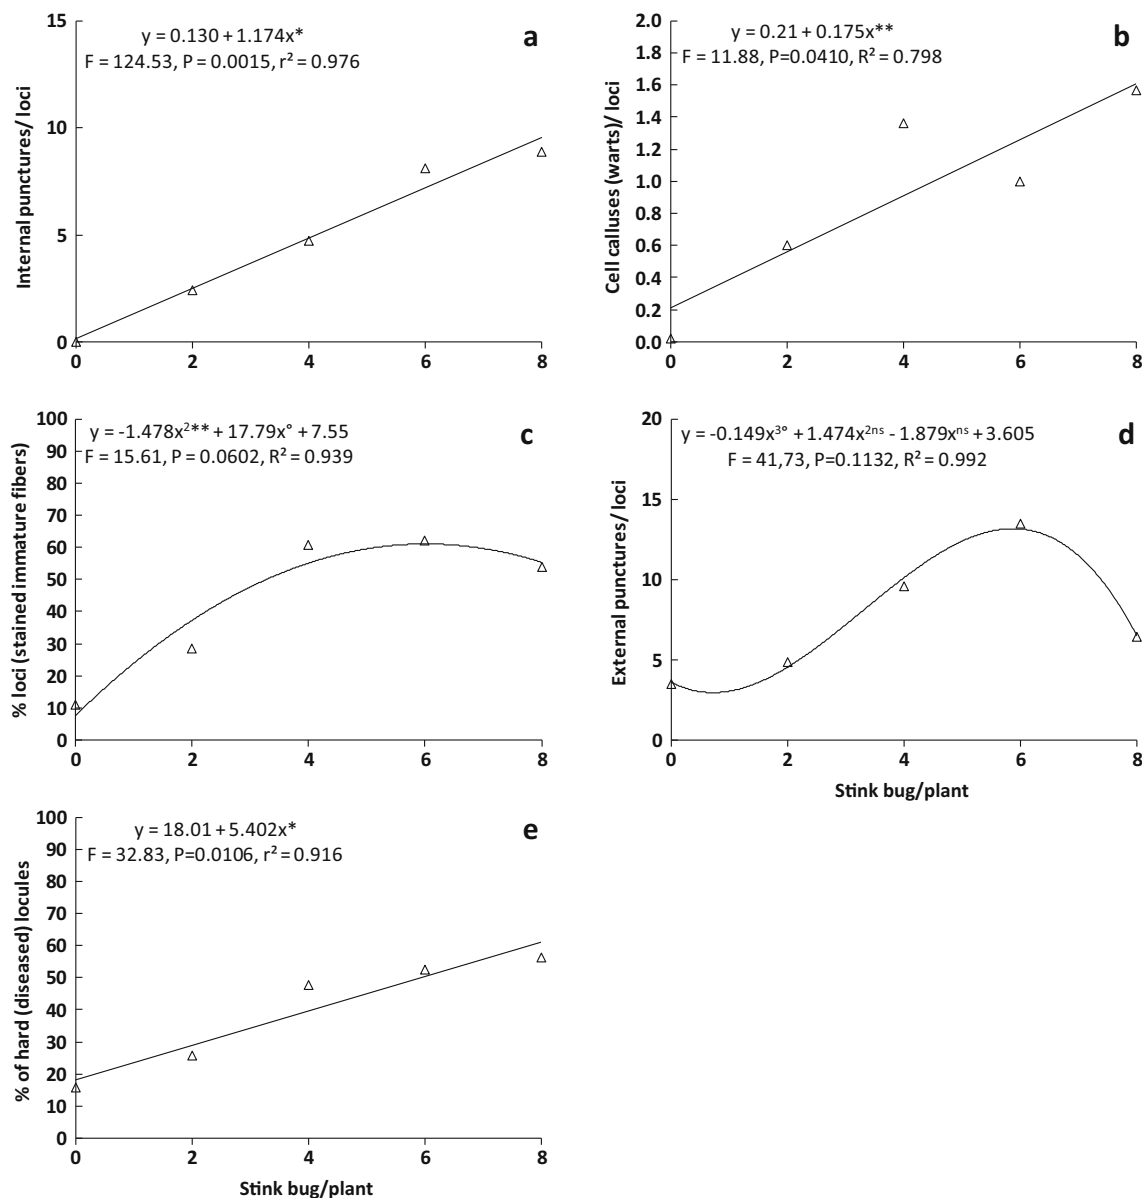 a
y = 0.130 + 1.174x*
F = 124.53, P = 0.0015, r² = 0.976
Internal punctures/ loci
15
10
5
0
0 2 4 6 8
b
y = 0.21 + 0.175x**
F = 11.88, P=0.0410, R² = 0.798
Cell calluses (warts)/ loci
2.0
1.8
1.6
1.4
1.2
1.0
0.8
0.6
0.4
0.2
0.0
0 2 4 6 8
c
y = -1.478x²** + 17.79x° + 7.55
F = 15.61, P = 0.0602, R² = 0.939
% loci (stained immature fibers)
100
90
80
70
60
50
40
30
20
10
0
0 2 4 6 8
d
y = -0.149x³° + 1.474x²ⁿˢ - 1.879xⁿˢ + 3.605
F = 41,73, P=0.1132, R² = 0.992
External punctures/ loci
20
15
10
5
0
0 2 4 6 8
Stink bug/plant
e
y = 18.01 + 5.402x*
F = 32.83, P=0.0106, r² = 0.916
% of hard (diseased) locules
100
90
80
70
60
50
40
30
20
10
0
0 2 4 6 8
Stink bug/plant